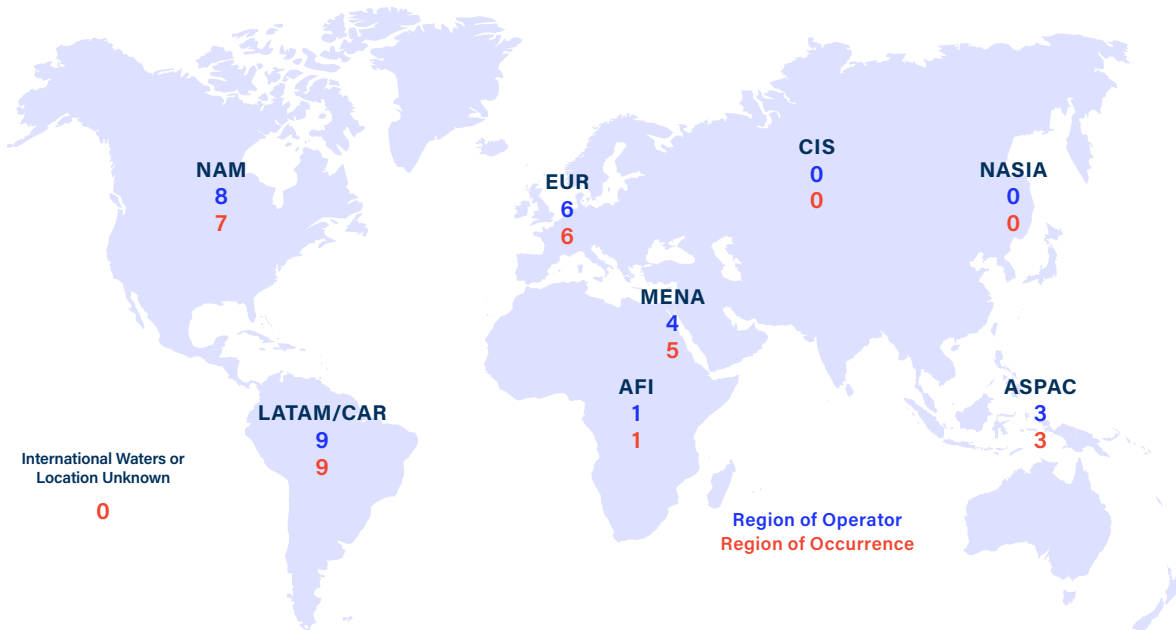 NAM
8
7
EUR
6
6
CIS
0
0
NASIA
0
0
MENA
4
5
AFI
1
1
ASPAC
3
3
LATAM/CAR
9
9
International Waters or
Location Unknown
0
Region of Operator
Region of Occurrence